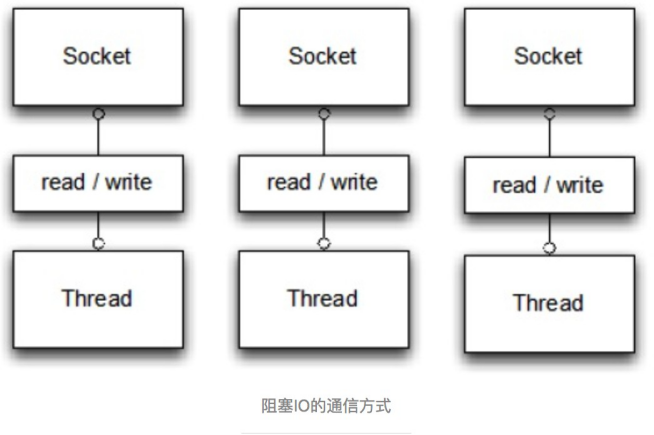 Socket
Socket
Socket
read / write
read / write
read / write
Thread
Thread
Thread
阻塞IO的通信方式